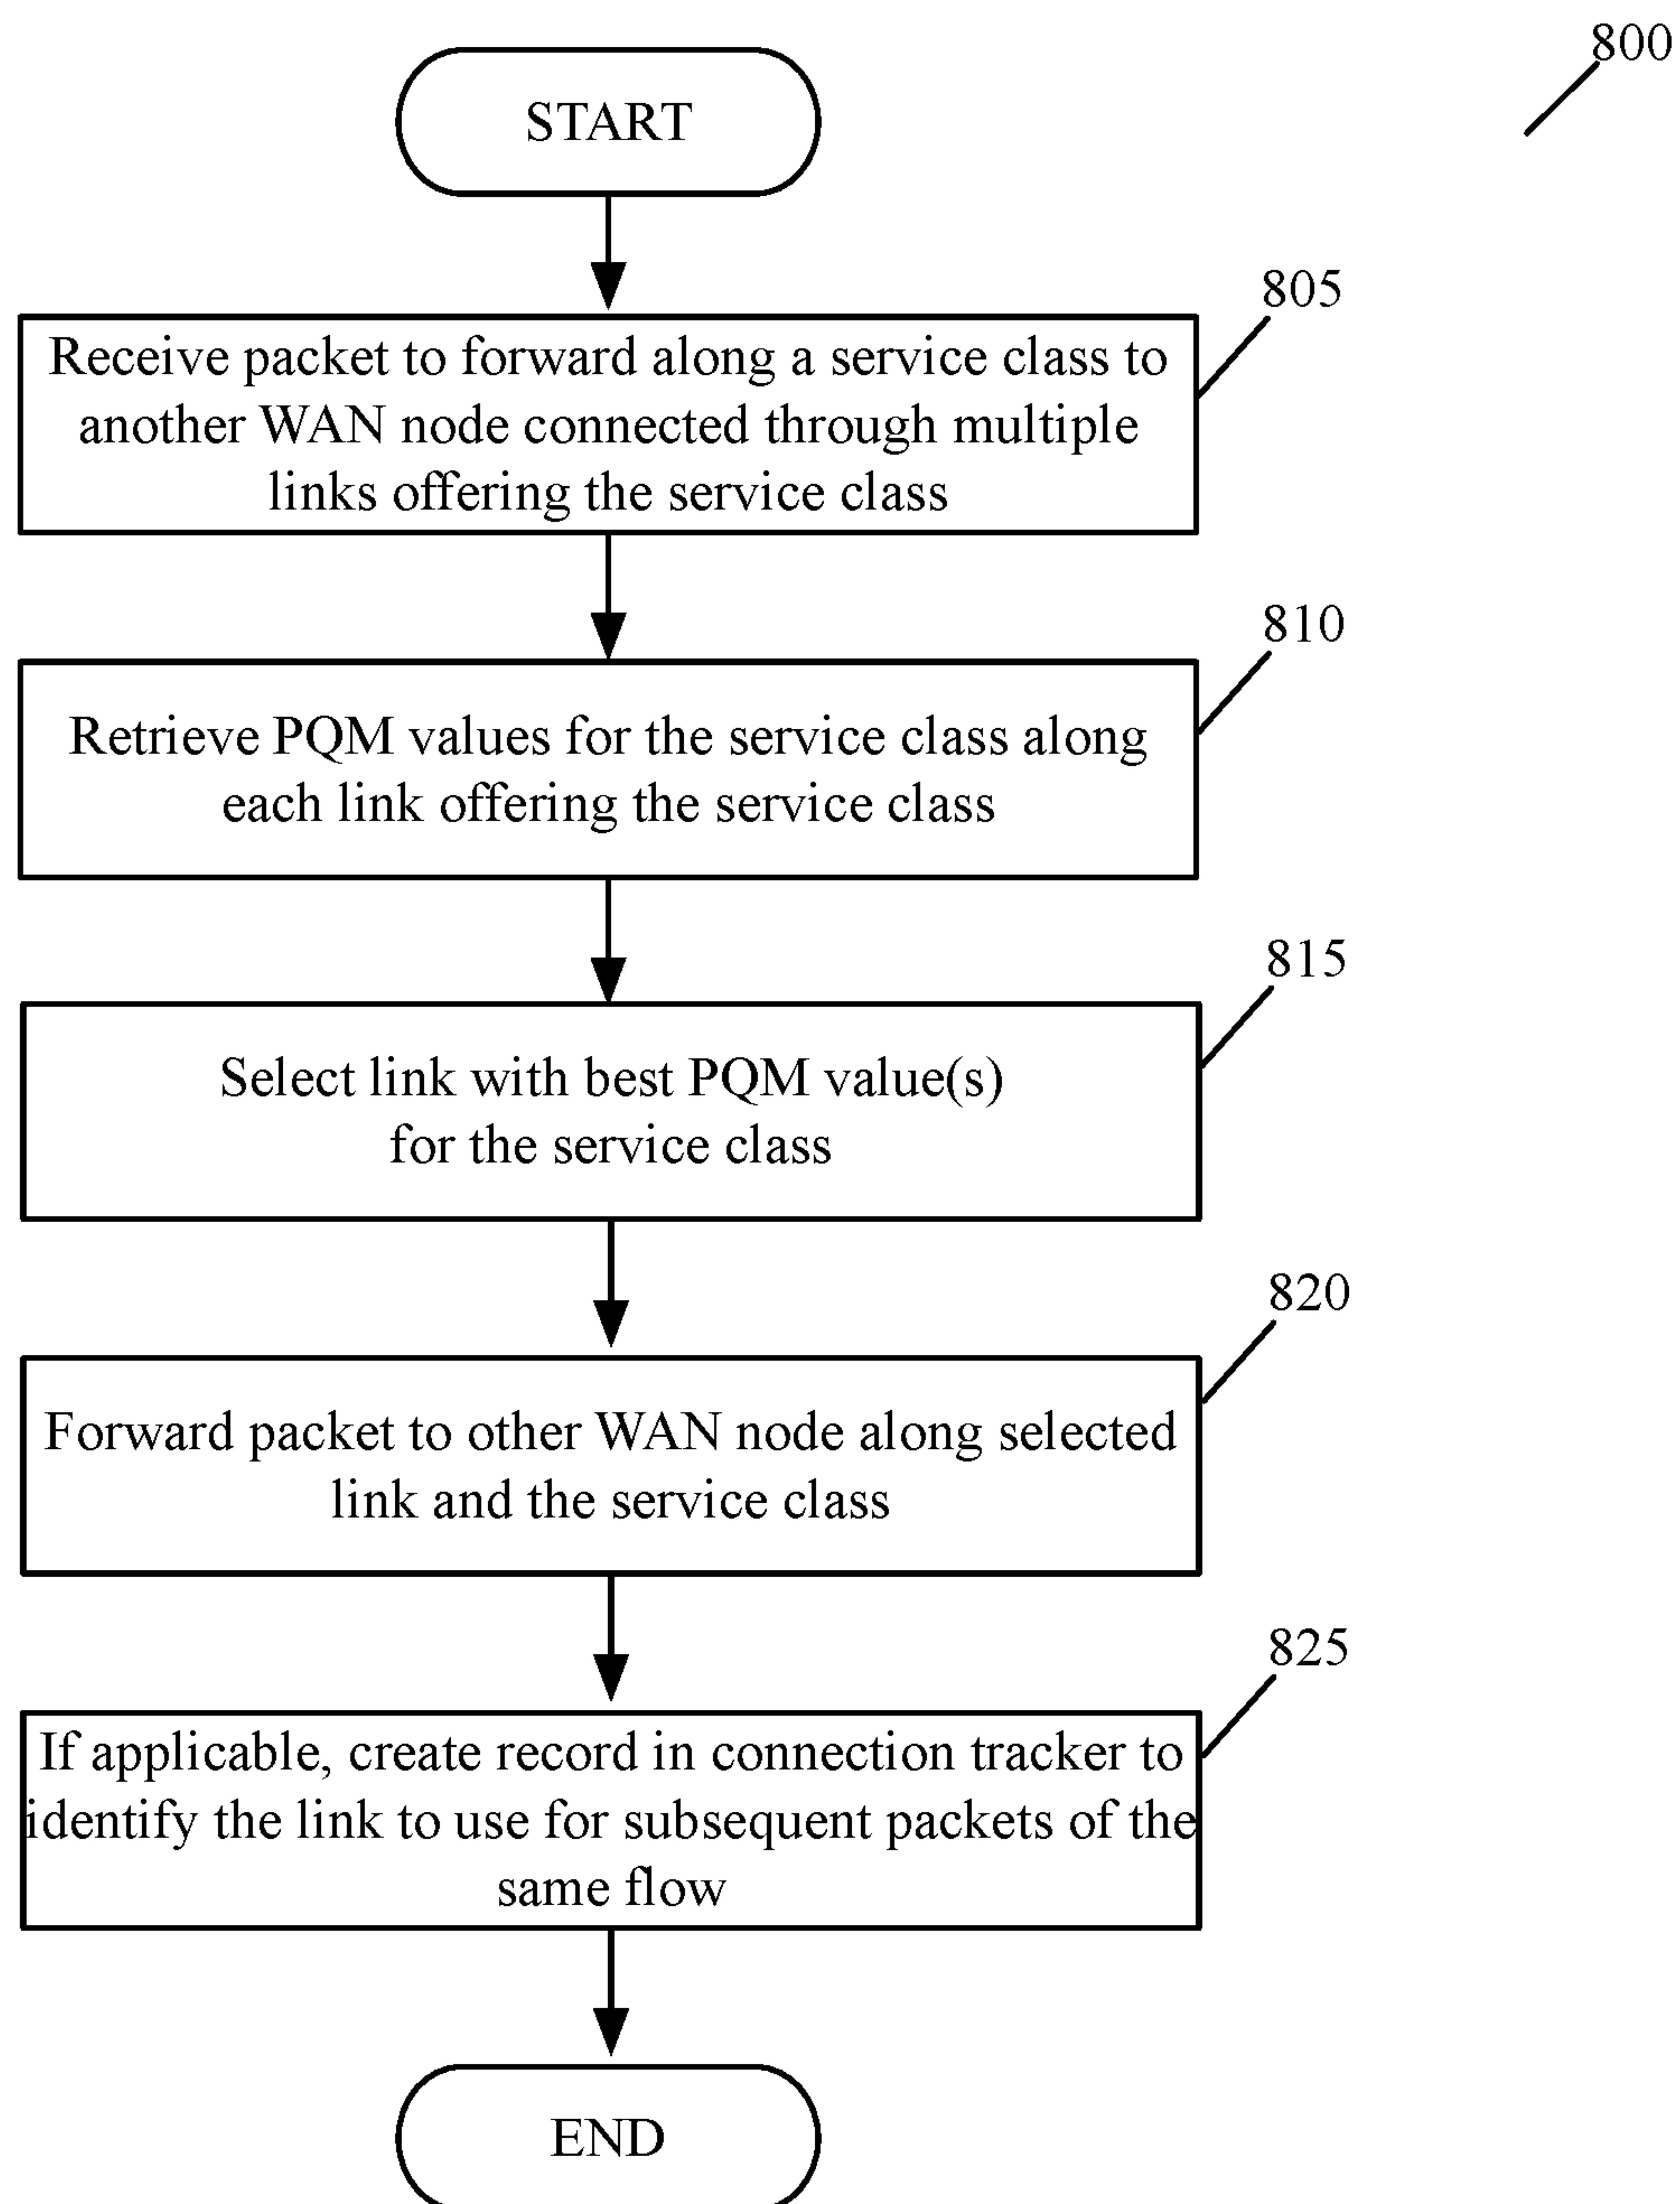 800
START
805
Receive packet to forward along a service class to
another WAN node connected through multiple
links offering the service class
810
Retrieve PQM values for the service class along
each link offering the service class
815
Select link with best PQM value(s)
for the service class
820
Forward packet to other WAN node along selected
link and the service class
825
If applicable, create record in connection tracker to
identify the link to use for subsequent packets of the
same flow
END